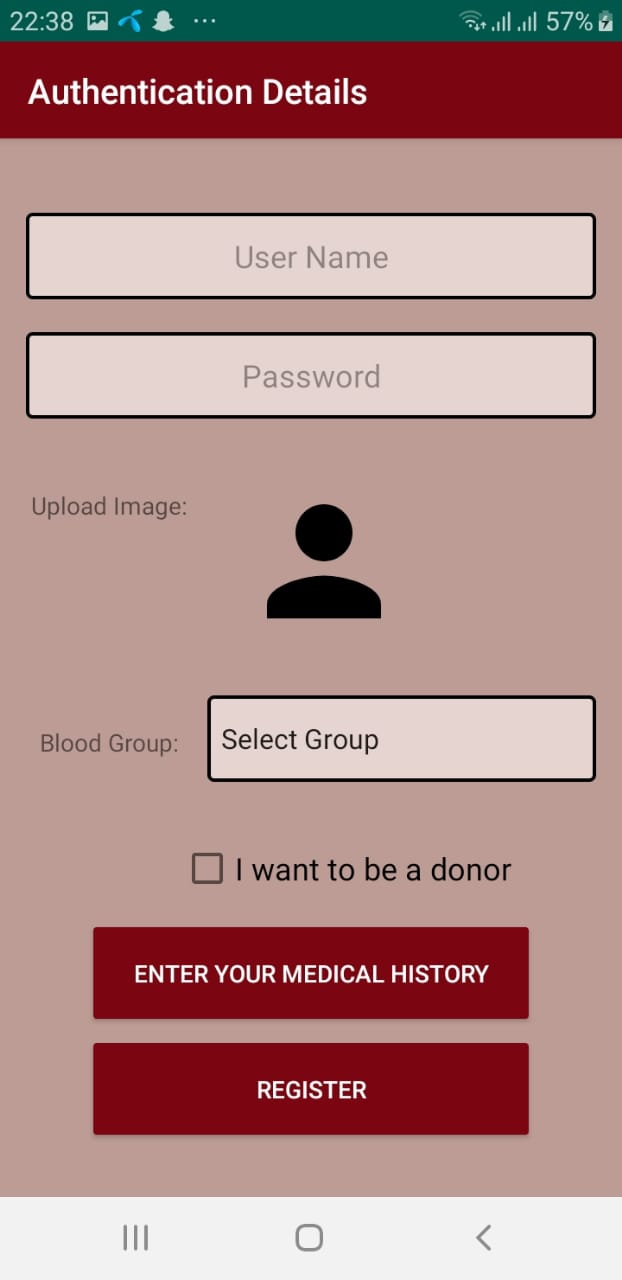 22:38 ... 57%
Authentication Details
User Name
Password
Upload Image:
Blood Group: Select Group
I want to be a donor
ENTER YOUR MEDICAL HISTORY
REGISTER